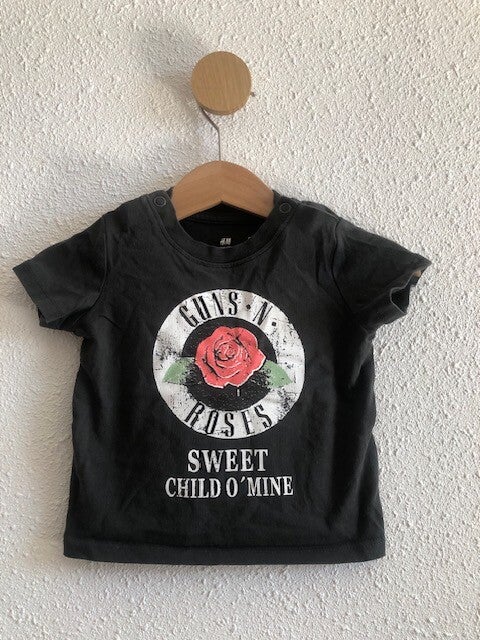 GUNS·N·
ROSES
SWEET
CHILD O´MINE